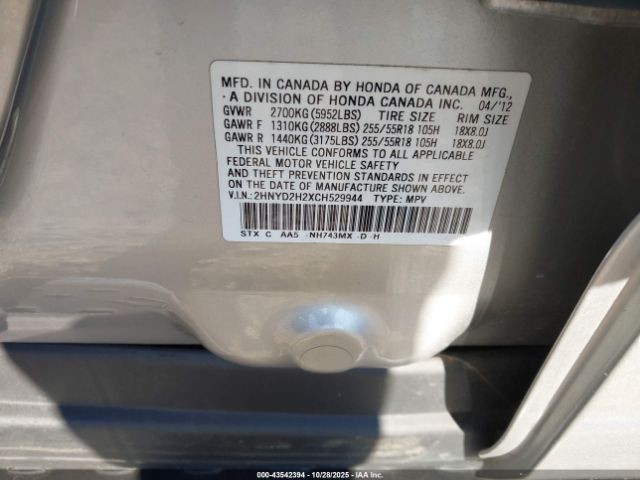 MFD. IN CANADA BY HONDA OF CANADA MFG.,
A DIVISION OF HONDA CANADA INC. 04/'12
GVWR 2700KG (5952LBS) TIRE SIZE RIM SIZE
GAWR F 1310KG (2888LBS) 255/55R18 105H 18X8.0J
GAWR R 1440KG (3175LBS) 255/55R18 105H 18X8.0J
THIS VEHICLE CONFORMS TO ALL APPLICABLE
FEDERAL MOTOR VEHICLE SAFETY
AND THEFT PREVENTION STANDARDS IN EFFECT
ON THE DATE OF MANUFACTURE SHOWN ABOVE.
V.I.N.: 2HNYD2H2XCH529944 TYPE: MPV
STX C AA5 NH743MX -D -H
000-43542394 10/28/2025 IAAI INC.